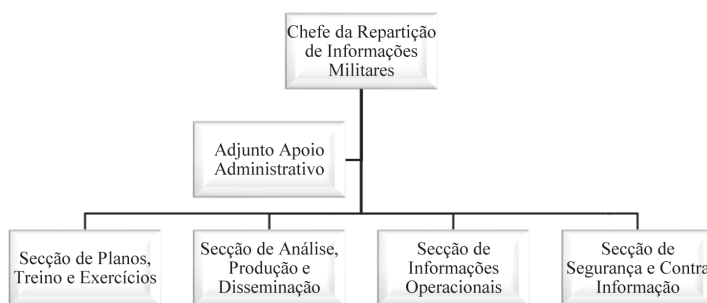 Chefe da Repartição
de Informações
Militares
Adjunto Apoio
Administrativo
Secção de Planos,
Treino e Exercícios
Secção de Análise,
Produção e
Disseminação
Secção de
Informações
Operacionais
Secção de
Segurança e Contra
Informação